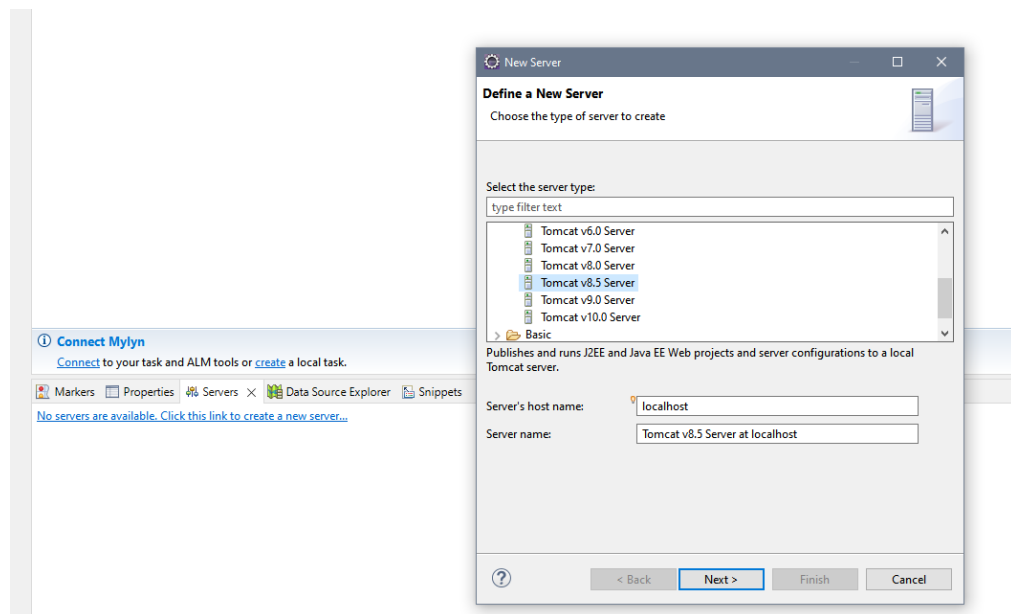 New Server
Define a New Server
Choose the type of server to create
Select the server type:
type filter text
Tomcat v6.0 Server
Tomcat v7.0 Server
Tomcat v8.0 Server
Tomcat v8.5 Server
Tomcat v9.0 Server
Tomcat v10.0 Server
> Basic
Publishes and runs J2EE and Java EE Web projects and server configurations to a local
Tomcat server.
Server's host name: localhost
Server name: Tomcat v8.5 Server at localhost
? < Back Next > Finish Cancel
Connect Mylyn
Connect to your task and ALM tools or create a local task.
Markers Properties Servers Data Source Explorer Snippets
No servers are available. Click this link to create a new server...